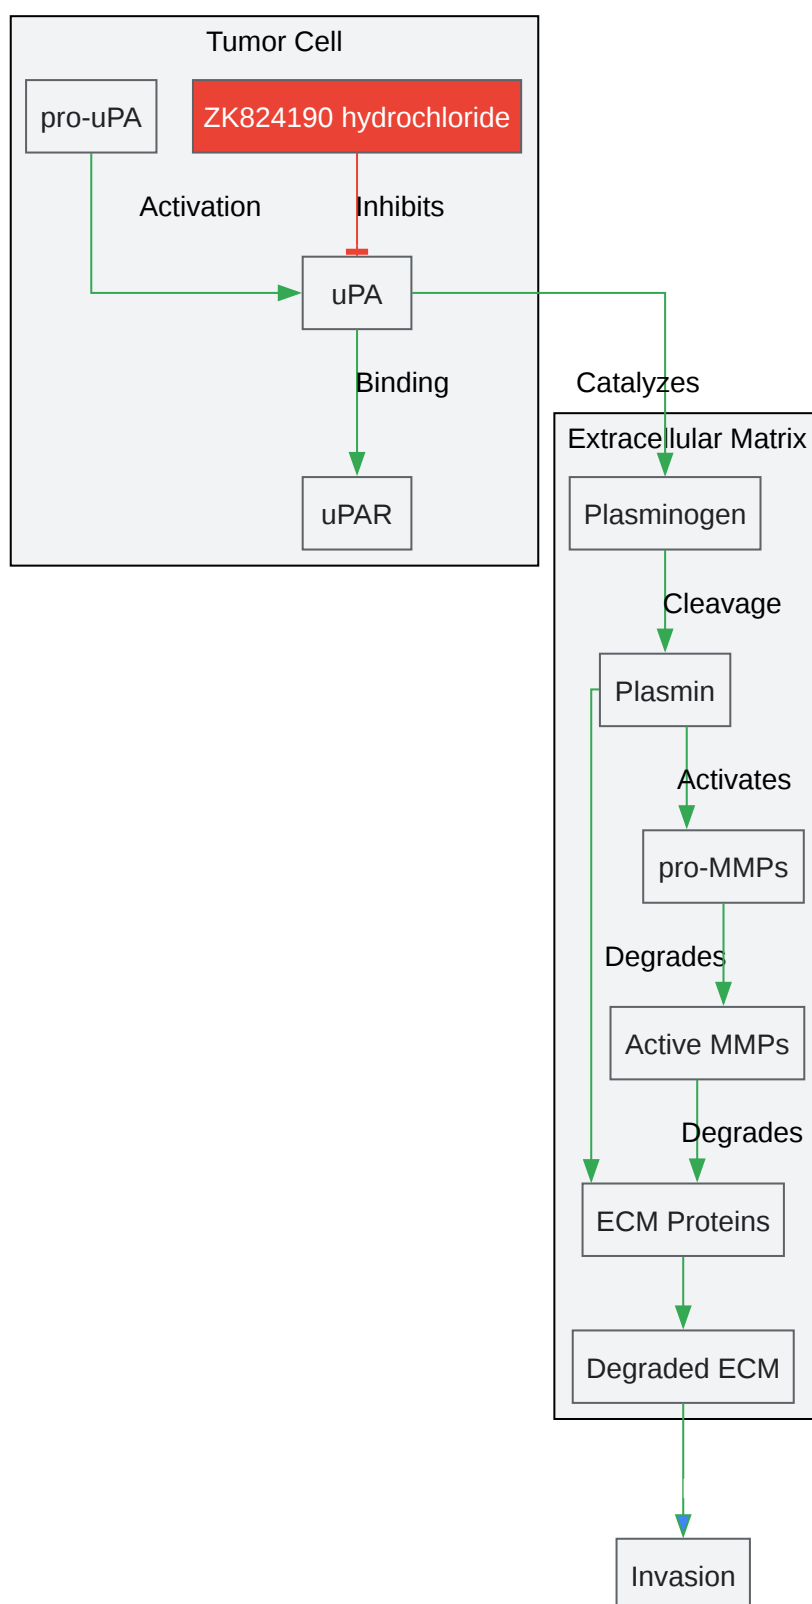 Tumor Cell
pro-uPA
ZK824190 hydrochloride
Activation
Inhibits
uPA
Binding
Catalyzes
uPAR
Extracellular Matrix
Plasminogen
Cleavage
Plasmin
Activates
pro-MMPs
Degrades
Active MMPs
Degrades
ECM Proteins
Degraded ECM
Invasion